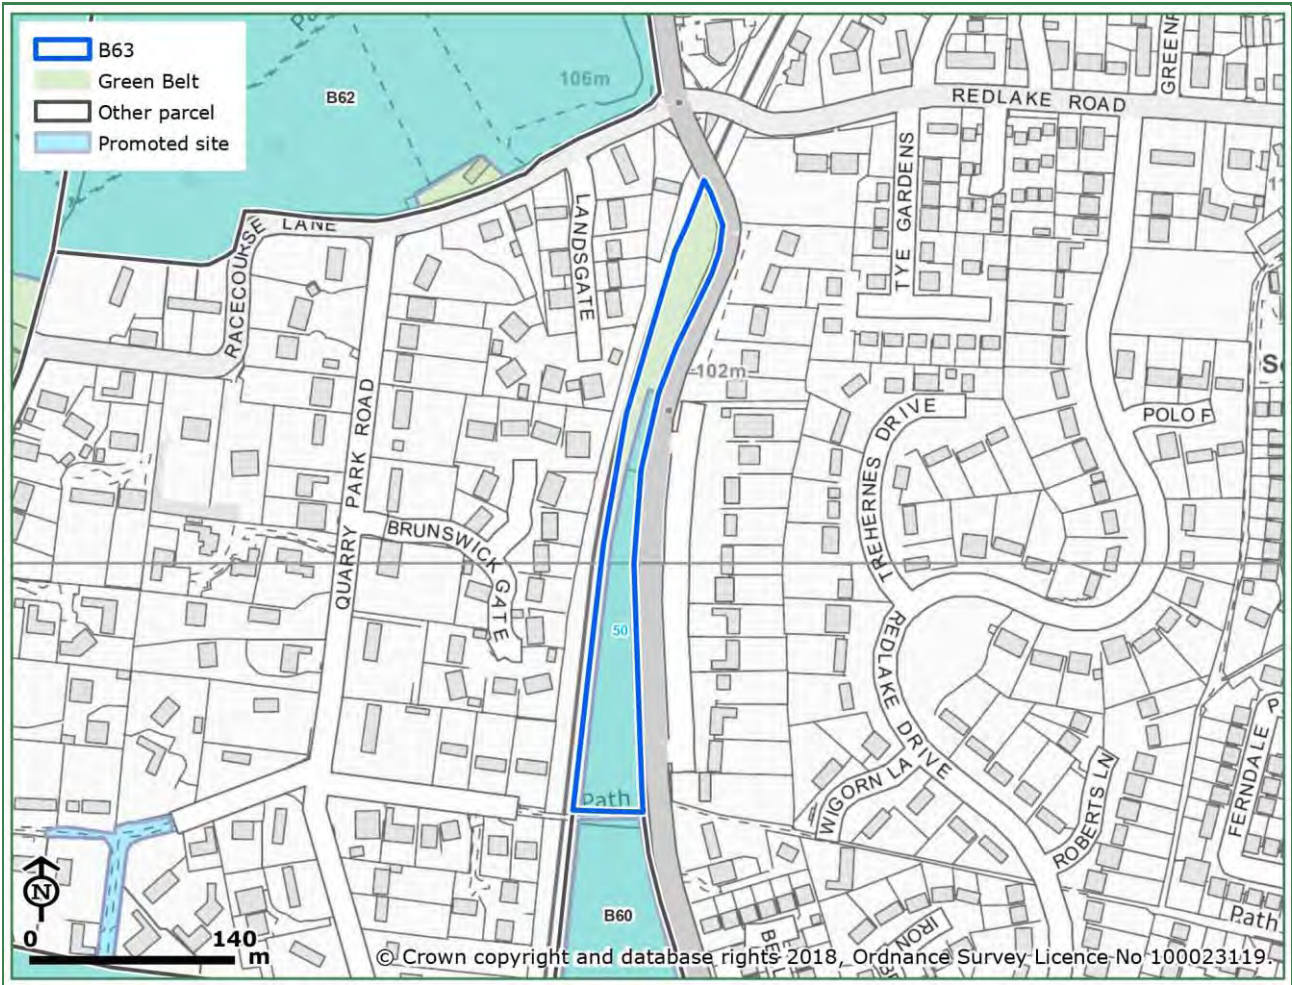 B63
Green Belt
Other parcel
Promoted site
B62
106m
REDLAKE ROAD
LANDSGATE
TYE GARDENS
RACECOURSE LANE
102m
QUARRY PARK ROAD
POLO F
TREHERNES DRIVE
BRUNSWICK GATE
50
REDLAKE DRIVE
Path
WIGORN LA
ROBERTS LN
FERNDALE
P
B60
Path
IRON
N
0 140
m
© Crown copyright and database rights 2018, Ordnance Survey Licence No 100023119.